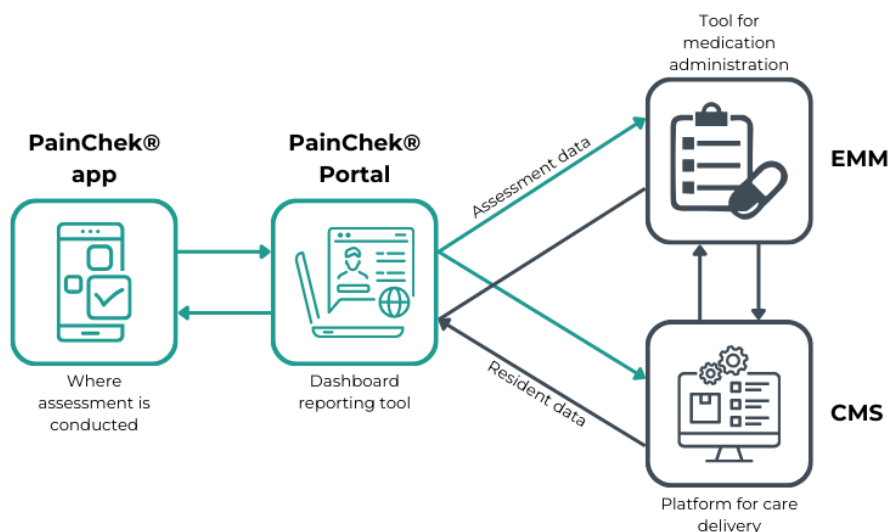 PainChek®
app
Where
assessment is
conducted
PainChek®
Portal
Dashboard
reporting tool
Assessment data
Resident data
Tool for
medication
administration
EMM
CMS
Platform for care
delivery